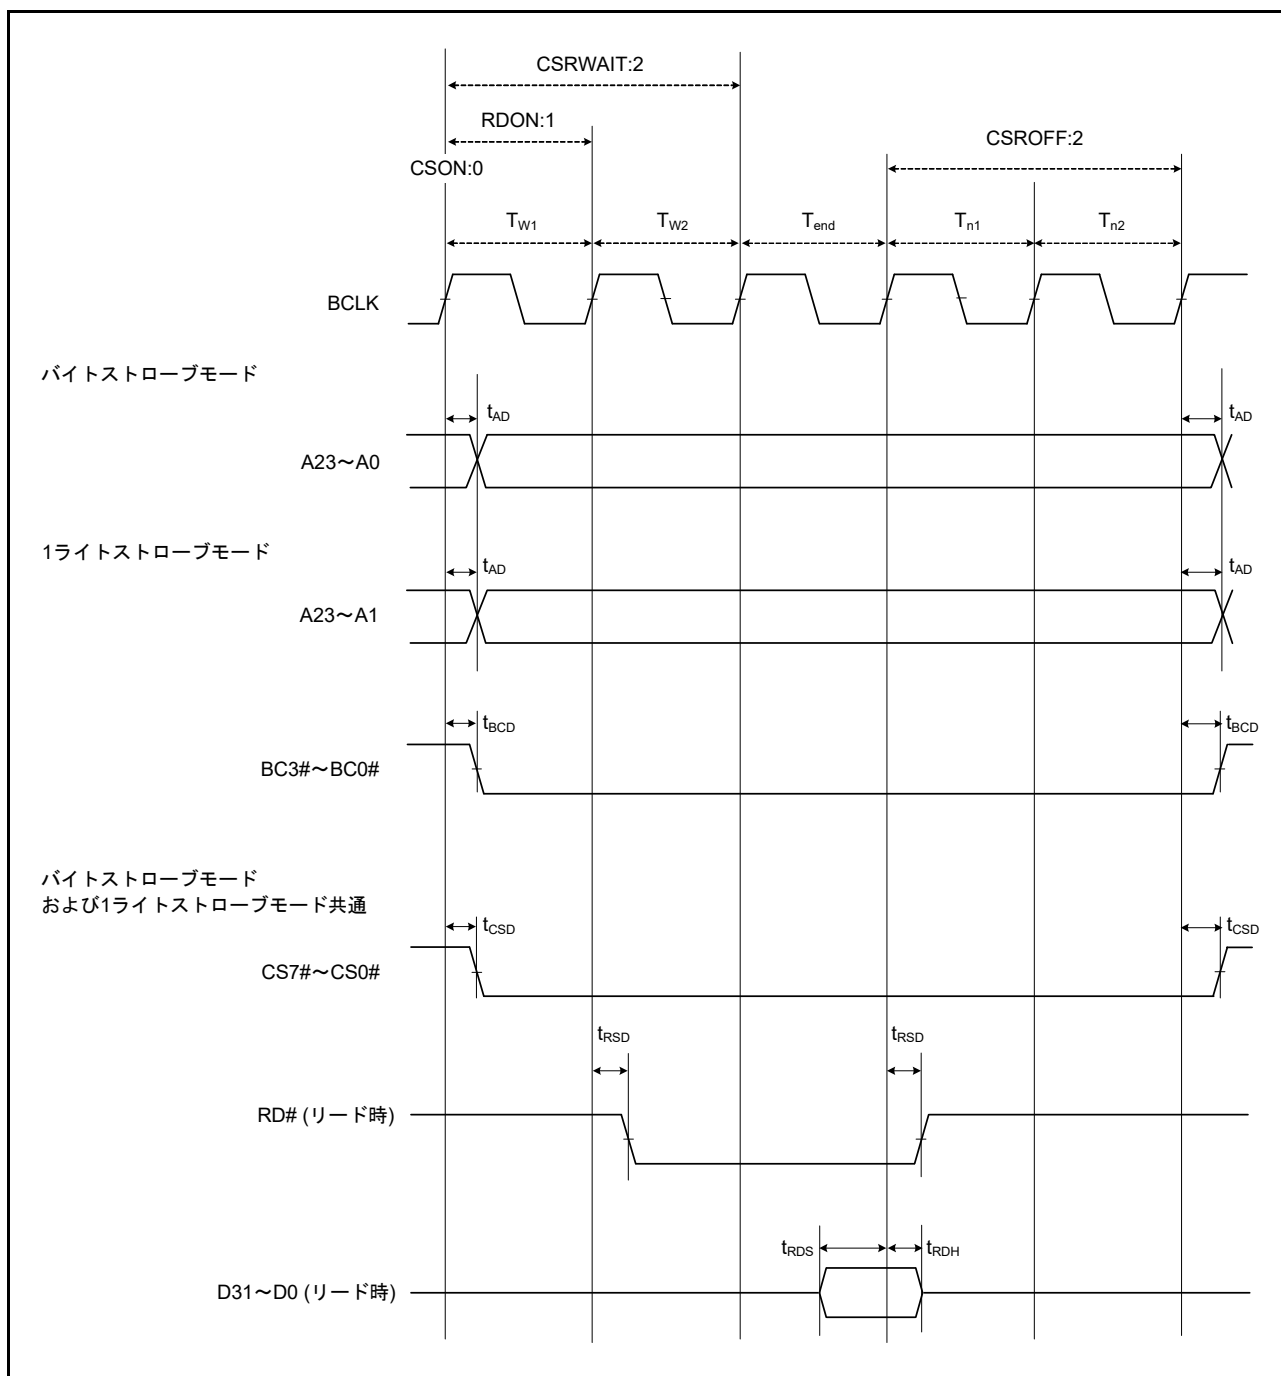 CSRWAIT:2
RDON:1
CSROFF:2
CSON:0
TW1 TW2 Tend Tn1 Tn2
BCLK
バイトストローブモード
tAD tAD
A23～A0
1ライトストローブモード
tAD tAD
A23～A1
tBCD tBCD
BC3#～BC0#
バイトストローブモード
および1ライトストローブモード共通
tCSD tCSD
CS7#～CS0#
tRSD tRSD
RD# (リード時)
tRDS tRDH
D31～D0 (リード時)